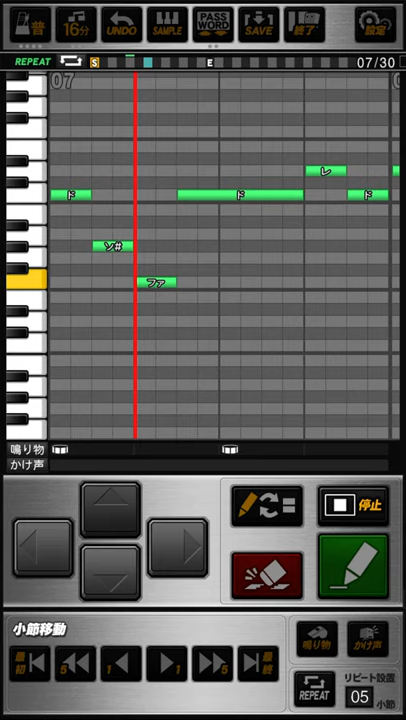 普 16分 UNDO SAMPLE PASS WORD SAVE 終了 設定
REPEAT S E 07/30
07
レ
ド ド ド
ソ#
ファ
鳴り物
かけ声
停止
小節移動
最初 5 1 1 5 最終
鳴り物 かけ声
REPEAT リピート設置 05 小節